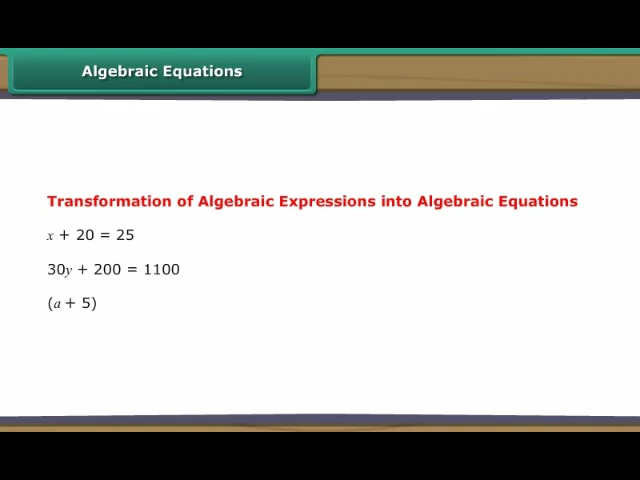 Algebraic Equations
Transformation of Algebraic Expressions into Algebraic Equations
x + 20 = 25
30y + 200 = 1100
(a + 5)